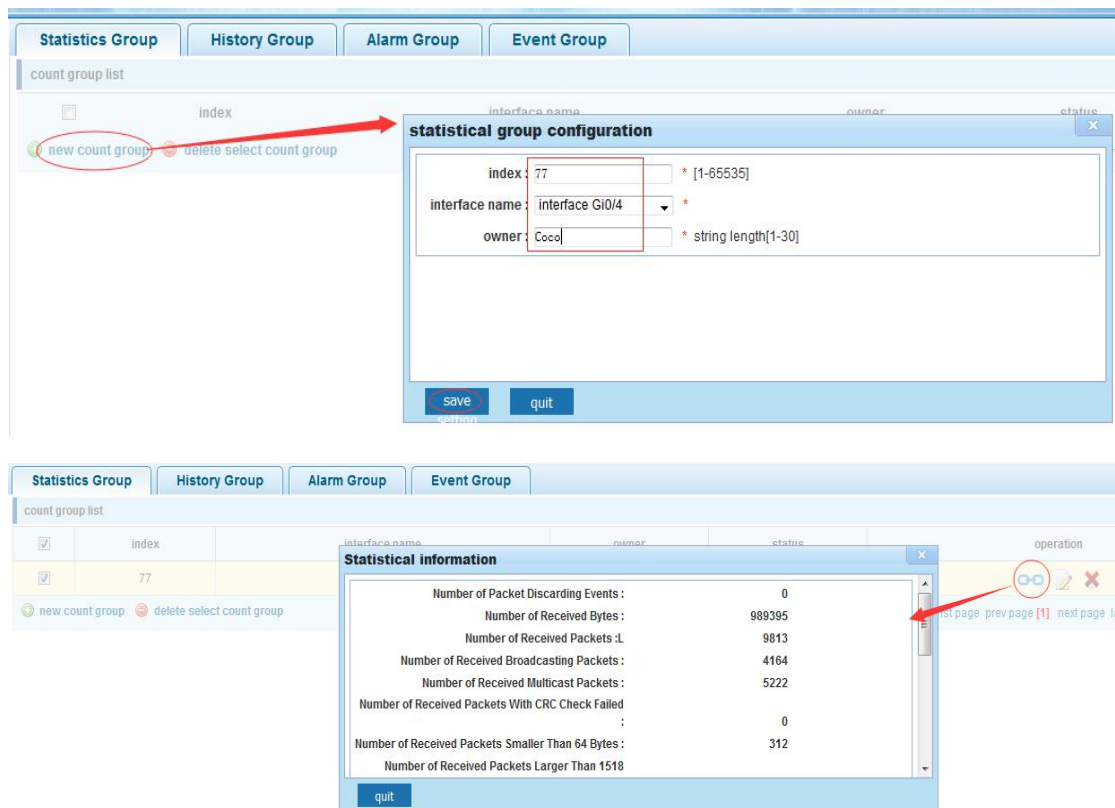 Statistics Group History Group Alarm Group Event Group
count group list
index interface name owner status
new count group delete select count group
statistical group configuration
index : 77 * [1-65535]
interface name : interface Gi0/4 *
owner : Coco * string length[1-30]
save quit
setting
Statistics Group History Group Alarm Group Event Group
count group list
index interface name owner status operation
77
new count group delete select count group
prev page [1] next page
Statistical information
Number of Packet Discarding Events : 0
Number of Received Bytes : 989395
Number of Received Packets :L 9813
Number of Received Broadcasting Packets : 4164
Number of Received Multicast Packets : 5222
Number of Received Packets With CRC Check Failed
: 0
Number of Received Packets Smaller Than 64 Bytes : 312
Number of Received Packets Larger Than 1518
quit